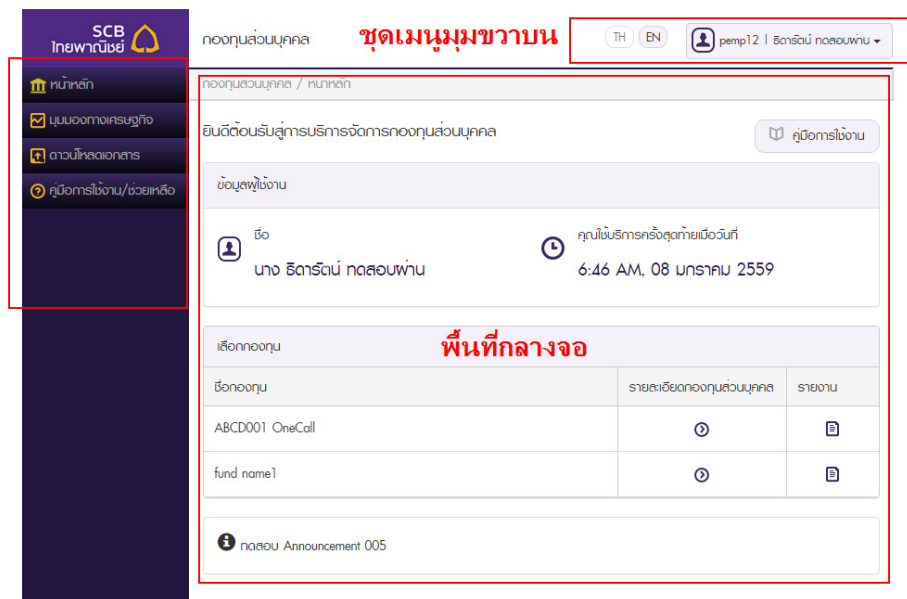 SCB
ไทยพาณิชย์
กองทุนส่วนบุคคล
ชุดเมนูมุมขวาบน
TH EN
pemp12 | ธิดารัตน์ ทดสอบผ่าน
หน้าหลัก
มุมมองทางเศรษฐกิจ
ดาวน์โหลดเอกสาร
คู่มือการใช้งาน/ช่วยเหลือ
กองทุนส่วนบุคคล / หน้าหลัก
ยินดีต้อนรับสู่การบริการจัดการกองทุนส่วนบุคคล
คู่มือการใช้งาน
ข้อมูลผู้ใช้งาน
ชื่อ
นาง ธิดารัตน์ ทดสอบผ่าน
คุณใช้บริการครั้งสุดท้ายเมื่อวันที่
6:46 AM, 08 มกราคม 2559
เลือกกองทุน
พื้นที่กลางจอ
ชื่อกองทุน รายละเอียดกองทุนส่วนบุคคล รายงาน
ABCD001 OneCall
fund name1
ทดสอบ Announcement 005